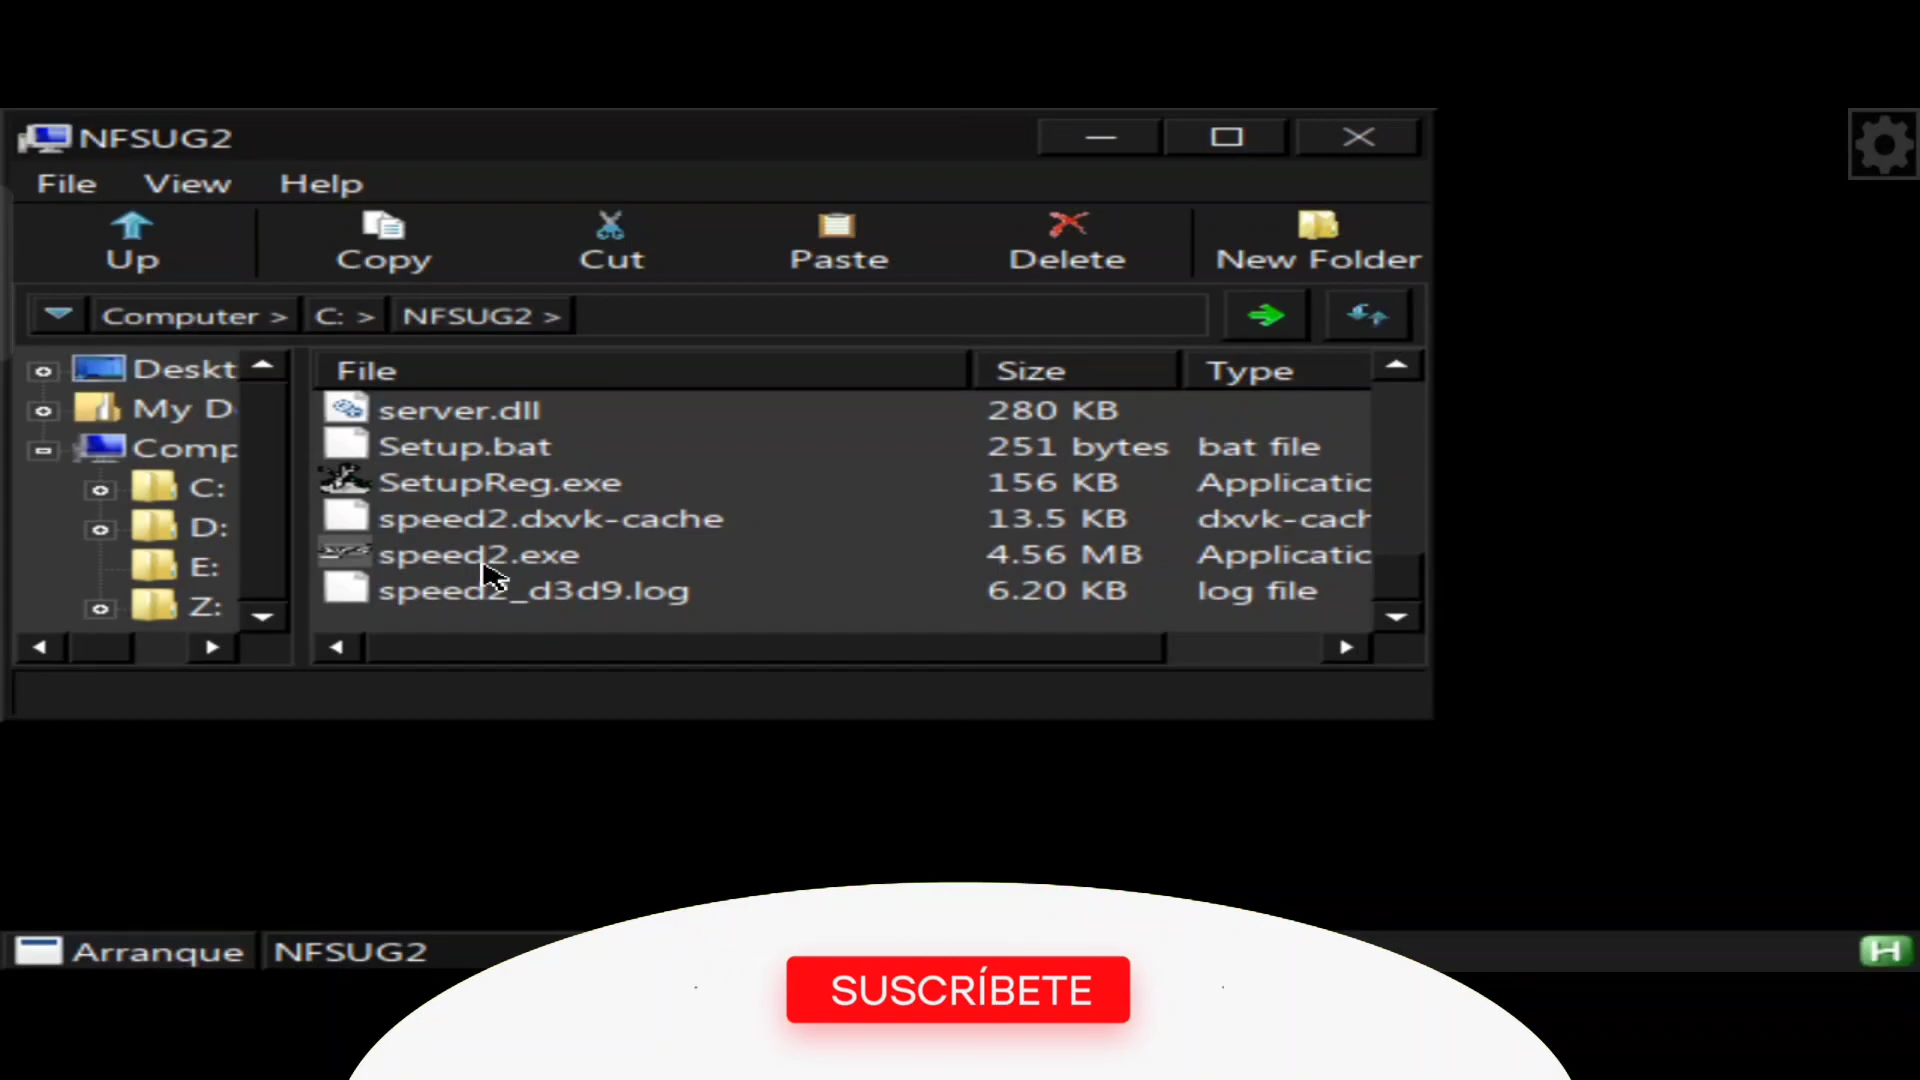 NFSUG2
File View Help
Up Copy Cut Paste Delete New Folder
Computer > C: > NFSUG2 >
Deskt
My D
Comp
C:
D:
E:
Z:
File Size Type
server.dll 280 KB
Setup.bat 251 bytes bat file
SetupReg.exe 156 KB Applicatic
speed2.dxvk-cache 13.5 KB dxvk-cach
speed2.exe 4.56 MB Applicatic
speed2_d3d9.log 6.20 KB log file
Arranque NFSUG2 H
SUSCRÍBETE